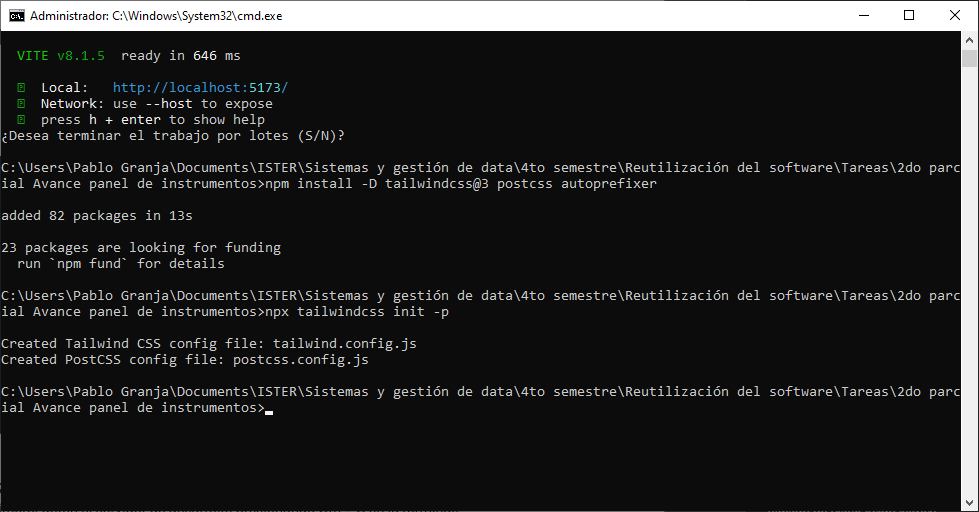 Administrador: C:\Windows\System32\cmd.exe
VITE v8.1.5  ready in 646 ms
Local:   http://localhost:5173/
Network: use --host to expose
press h + enter to show help
¿Desea terminar el trabajo por lotes (S/N)?
C:\Users\Pablo Granja\Documents\ISTER\Sistemas y gestión de data\4to semestre\Reutilización del software\Tareas\2do parc
ial Avance panel de instrumentos>npm install -D tailwindcss@3 postcss autoprefixer
added 82 packages in 13s
23 packages are looking for funding
  run `npm fund` for details
C:\Users\Pablo Granja\Documents\ISTER\Sistemas y gestión de data\4to semestre\Reutilización del software\Tareas\2do parc
ial Avance panel de instrumentos>npx tailwindcss init -p
Created Tailwind CSS config file: tailwind.config.js
Created PostCSS config file: postcss.config.js
C:\Users\Pablo Granja\Documents\ISTER\Sistemas y gestión de data\4to semestre\Reutilización del software\Tareas\2do parc
ial Avance panel de instrumentos>